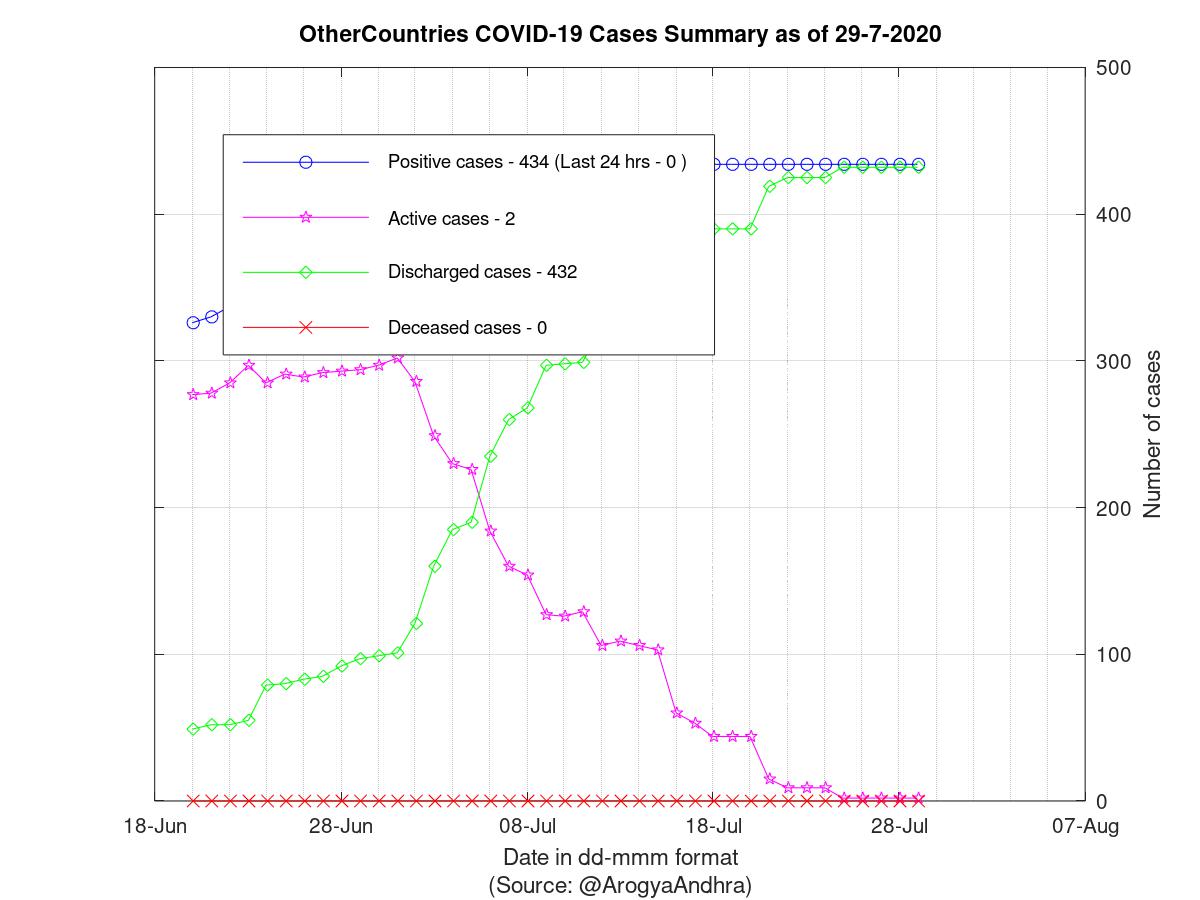 OtherCountries COVID-19 Cases Summary as of 29-7-2020
500
Positive cases - 434 (Last 24 hrs - 0 )
Active cases - 2
400
Discharged cases - 432
Deceased cases - 0
300
Number of cases
200
100
0
18-Jun 28-Jun 08-Jul 18-Jul 28-Jul 07-Aug
Date in dd-mmm format
(Source: @ArogyaAndhra)